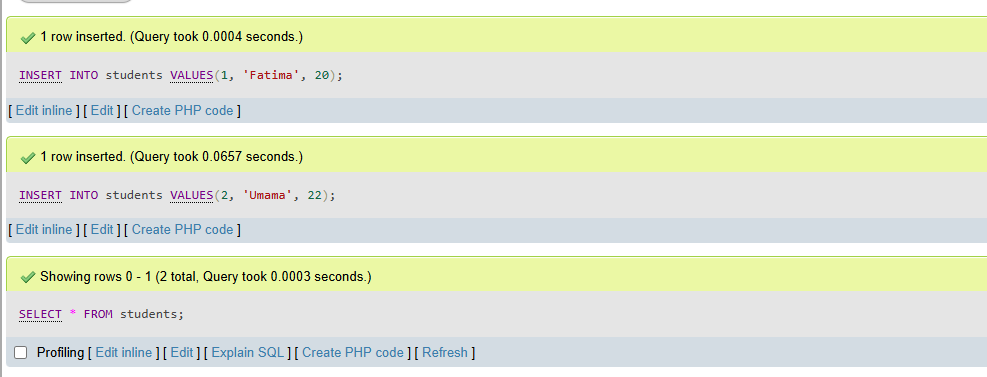 1 row inserted. (Query took 0.0004 seconds.)
INSERT INTO students VALUES(1, 'Fatima', 20);
[ Edit inline ] [ Edit ] [ Create PHP code ]
1 row inserted. (Query took 0.0657 seconds.)
INSERT INTO students VALUES(2, 'Umama', 22);
[ Edit inline ] [ Edit ] [ Create PHP code ]
Showing rows 0 - 1 (2 total, Query took 0.0003 seconds.)
SELECT * FROM students;
Profiling [ Edit inline ] [ Edit ] [ Explain SQL ] [ Create PHP code ] [ Refresh ]